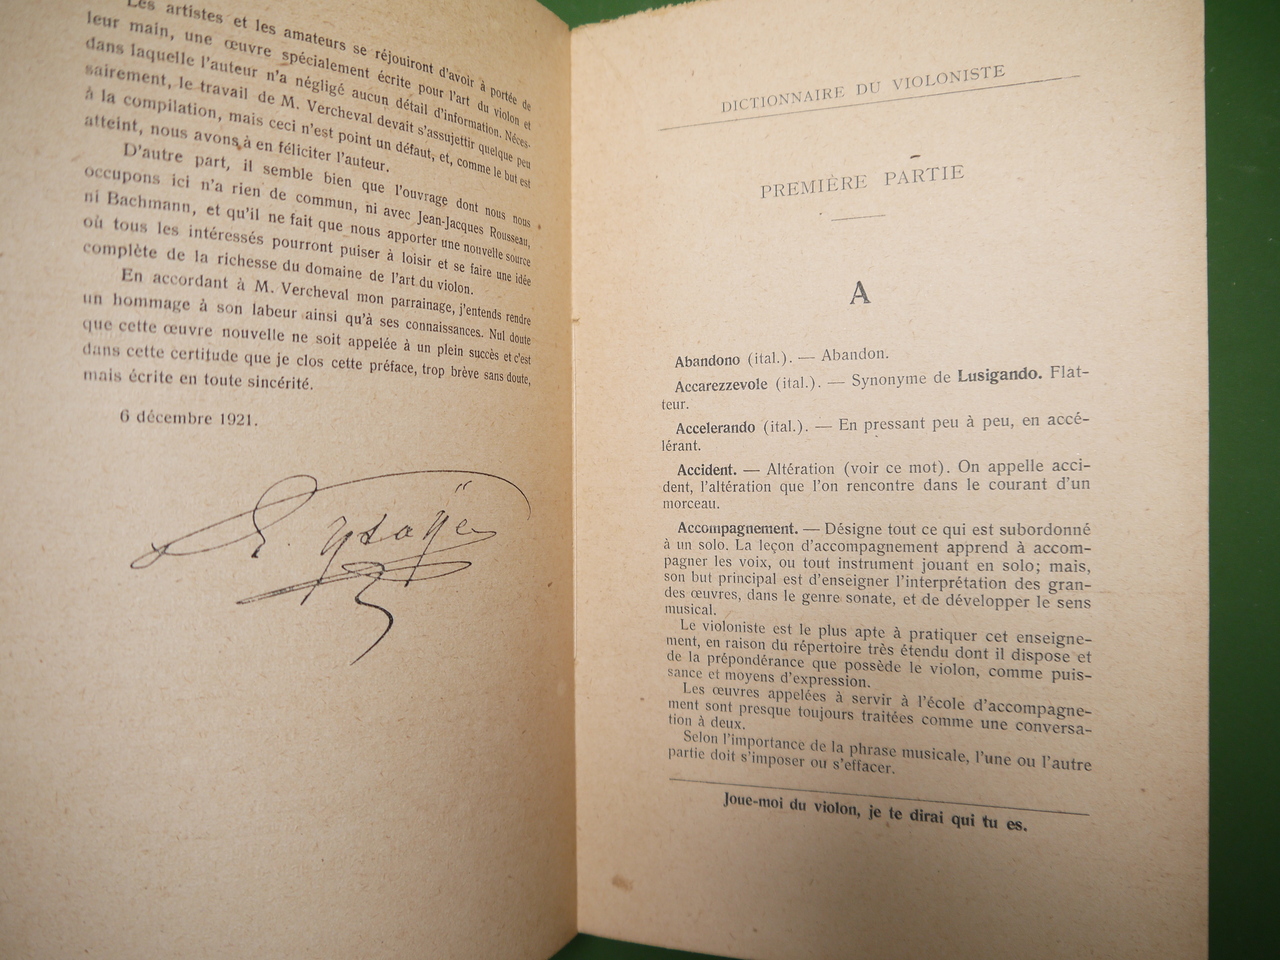 Les artistes et les amateurs se réjouiront d'avoir à portée de
leur main, une œuvre spécialement écrite pour l'art du violon et
dans laquelle l'auteur n'a négligé aucun détail d'information. Néces-
sairement, le travail de M. Vercheval devait s'assujettir quelque peu
à la compilation, mais ceci n'est point un défaut, et, comme le but est
atteint, nous avons à en féliciter l'auteur.
D'autre part, il semble bien que l'ouvrage dont nous nous
occupons ici n'a rien de commun, ni avec Jean-Jacques Rousseau,
ni Bachmann, et qu'il ne fait que nous apporter une nouvelle source
où tous les intéressés pourront puiser à loisir et se faire une idée
complète de la richesse du domaine de l'art du violon.
En accordant à M. Vercheval mon parrainage, j'entends rendre
un hommage à son labeur ainsi qu'à ses connaissances. Nul doute
que cette œuvre nouvelle ne soit appelée à un plein succès et c'est
dans cette certitude que je clos cette préface, trop brève sans doute,
mais écrite en toute sincérité.
6 décembre 1921.
E. Ysaÿe
DICTIONNAIRE DU VIOLONISTE
PREMIÈRE PARTIE
A
Abandono (ital.). — Abandon.
Accarezzevole (ital.). — Synonyme de Lusigando. Flat-
teur.
Accelerando (ital.). — En pressant peu à peu, en accé-
lérant.
Accident. — Altération (voir ce mot). On appelle acci-
dent, l'altération que l'on rencontre dans le courant d'un
morceau.
Accompagnement. — Désigne tout ce qui est subordonné
à un solo. La leçon d'accompagnement apprend à accom-
pagner les voix, ou tout instrument jouant en solo; mais,
son but principal est d'enseigner l'interprétation des gran-
des œuvres, dans le genre sonate, et de développer le sens
musical.
Le violoniste est le plus apte à pratiquer cet enseigne-
ment, en raison du répertoire très étendu dont il dispose et
de la prépondérance que possède le violon, comme puis-
sance et moyens d'expression.
Les œuvres appelées à servir à l'école d'accompagne-
ment sont presque toujours traitées comme une conversa-
tion à deux.
Selon l'importance de la phrase musicale, l'une ou l'autre
partie doit s'imposer ou s'effacer.
Joue-moi du violon, je te dirai qui tu es.